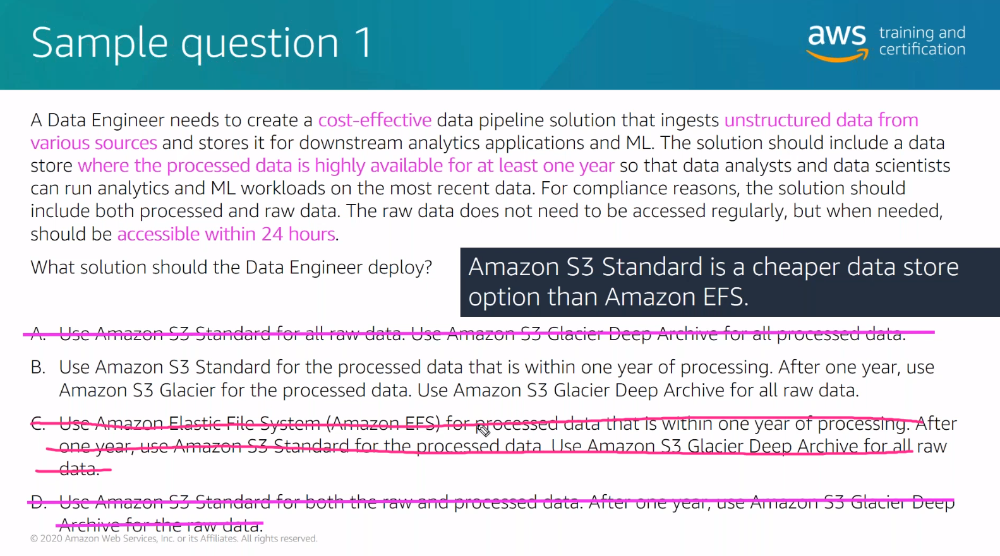 Sample question 1
aws training and
certification
A Data Engineer needs to create a cost-effective data pipeline solution that ingests unstructured data from
various sources and stores it for downstream analytics applications and ML. The solution should include a data
store where the processed data is highly available for at least one year so that data analysts and data scientists
can run analytics and ML workloads on the most recent data. For compliance reasons, the solution should
include both processed and raw data. The raw data does not need to be accessed regularly, but when needed,
should be accessible within 24 hours.
What solution should the Data Engineer deploy?
Amazon S3 Standard is a cheaper data store
option than Amazon EFS.
A. Use Amazon S3 Standard for all raw data. Use Amazon S3 Glacier Deep Archive for all processed data.
B. Use Amazon S3 Standard for the processed data that is within one year of processing. After one year, use
Amazon S3 Glacier for the processed data. Use Amazon S3 Glacier Deep Archive for all raw data.
C. Use Amazon Elastic File System (Amazon EFS) for processed data that is within one year of processing. After
one year, use Amazon S3 Standard for the processed data. Use Amazon S3 Glacier Deep Archive for all raw
data.
D. Use Amazon S3 Standard for both the raw and processed data. After one year, use Amazon S3 Glacier Deep
Archive for the raw data.
© 2020 Amazon Web Services, Inc. or its Affiliates. All rights reserved.